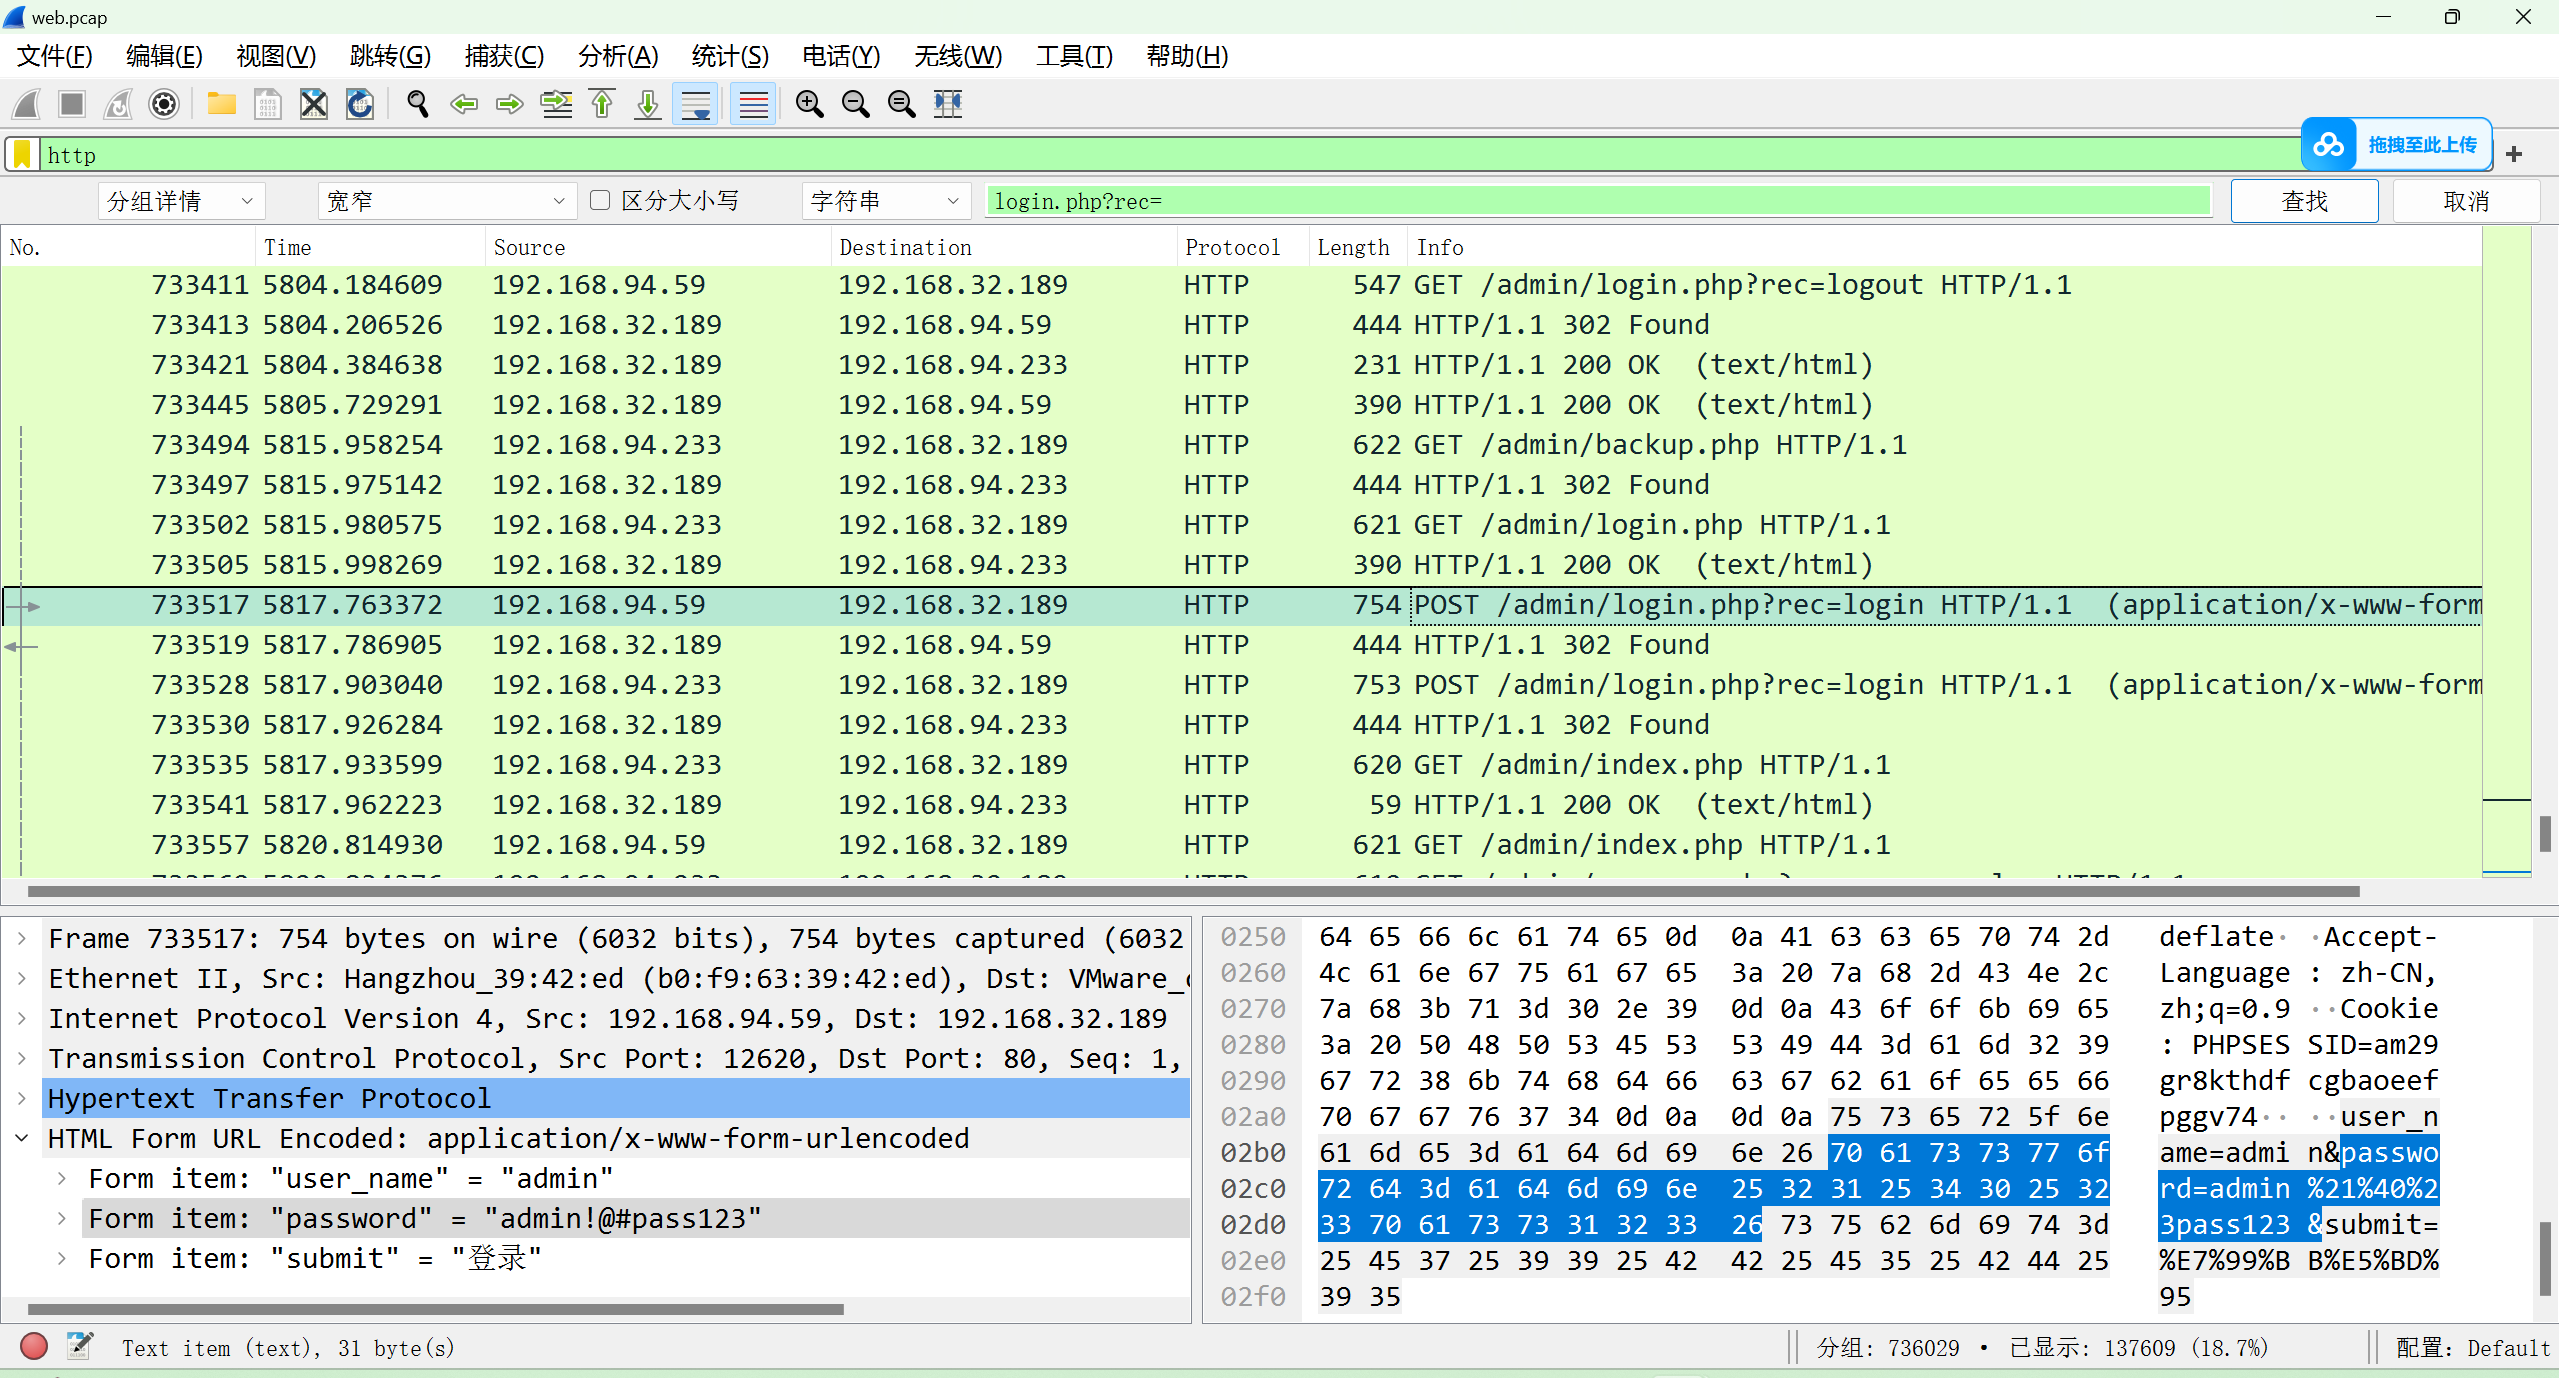 web.pcap
文件(F) 编辑(E) 视图(V) 跳转(G) 捕获(C) 分析(A) 统计(S) 电话(Y) 无线(W) 工具(T) 帮助(H)
http
拖拽至此上传
+
分组详情 宽窄 区分大小写 字符串 login.php?rec= 查找 取消
No. Time Source Destination Protocol Length Info
733411 5804.184609 192.168.94.59 192.168.32.189 HTTP 547 GET /admin/login.php?rec=logout HTTP/1.1
733413 5804.206526 192.168.32.189 192.168.94.59 HTTP 444 HTTP/1.1 302 Found
733421 5804.384638 192.168.32.189 192.168.94.233 HTTP 231 HTTP/1.1 200 OK (text/html)
733445 5805.729291 192.168.32.189 192.168.94.59 HTTP 390 HTTP/1.1 200 OK (text/html)
733494 5815.958254 192.168.94.233 192.168.32.189 HTTP 622 GET /admin/backup.php HTTP/1.1
733497 5815.975142 192.168.32.189 192.168.94.233 HTTP 444 HTTP/1.1 302 Found
733502 5815.980575 192.168.94.233 192.168.32.189 HTTP 621 GET /admin/login.php HTTP/1.1
733505 5815.998269 192.168.32.189 192.168.94.233 HTTP 390 HTTP/1.1 200 OK (text/html)
733517 5817.763372 192.168.94.59 192.168.32.189 HTTP 754 POST /admin/login.php?rec=login HTTP/1.1 (application/x-www-form
733519 5817.786905 192.168.32.189 192.168.94.59 HTTP 444 HTTP/1.1 302 Found
733528 5817.903040 192.168.94.233 192.168.32.189 HTTP 753 POST /admin/login.php?rec=login HTTP/1.1 (application/x-www-form
733530 5817.926284 192.168.32.189 192.168.94.233 HTTP 444 HTTP/1.1 302 Found
733535 5817.933599 192.168.94.233 192.168.32.189 HTTP 620 GET /admin/index.php HTTP/1.1
733541 5817.962223 192.168.32.189 192.168.94.233 HTTP 59 HTTP/1.1 200 OK (text/html)
733557 5820.814930 192.168.94.59 192.168.32.189 HTTP 621 GET /admin/index.php HTTP/1.1
Frame 733517: 754 bytes on wire (6032 bits), 754 bytes captured (6032
Ethernet II, Src: Hangzhou_39:42:ed (b0:f9:63:39:42:ed), Dst: VMware_
Internet Protocol Version 4, Src: 192.168.94.59, Dst: 192.168.32.189
Transmission Control Protocol, Src Port: 12620, Dst Port: 80, Seq: 1,
Hypertext Transfer Protocol
HTML Form URL Encoded: application/x-www-form-urlencoded
Form item: "user_name" = "admin"
Form item: "password" = "admin!@#pass123"
Form item: "submit" = "登录"
0250 64 65 66 6c 61 74 65 0d 0a 41 63 63 65 70 74 2d deflate· ·Accept-
0260 4c 61 6e 67 75 61 67 65 3a 20 7a 68 2d 43 4e 2c Language : zh-CN,
0270 7a 68 3b 71 3d 30 2e 39 0d 0a 43 6f 6f 6b 69 65 zh;q=0.9 ··Cookie
0280 3a 20 50 48 50 53 45 53 53 49 44 3d 61 6d 32 39 : PHPSES SID=am29
0290 67 72 38 6b 74 68 64 66 63 67 62 61 6f 65 65 66 gr8kthdf cgbaoeef
02a0 70 67 67 76 37 34 0d 0a 0d 0a 75 73 65 72 5f 6e pggv74·· ··user_n
02b0 61 6d 65 3d 61 64 6d 69 6e 26 70 61 73 73 77 6f ame=admi n&passwo
02c0 72 64 3d 61 64 6d 69 6e 25 32 31 25 34 30 25 32 rd=admin %21%40%2
02d0 33 70 61 73 73 31 32 33 26 73 75 62 6d 69 74 3d 3pass123 &submit=
02e0 25 45 37 25 39 39 25 42 42 25 45 35 25 42 44 25 %E7%99%B B%E5%BD%
02f0 39 35 95
Text item (text), 31 byte(s) 分组: 736029 · 已显示: 137609 (18.7%) 配置: Default